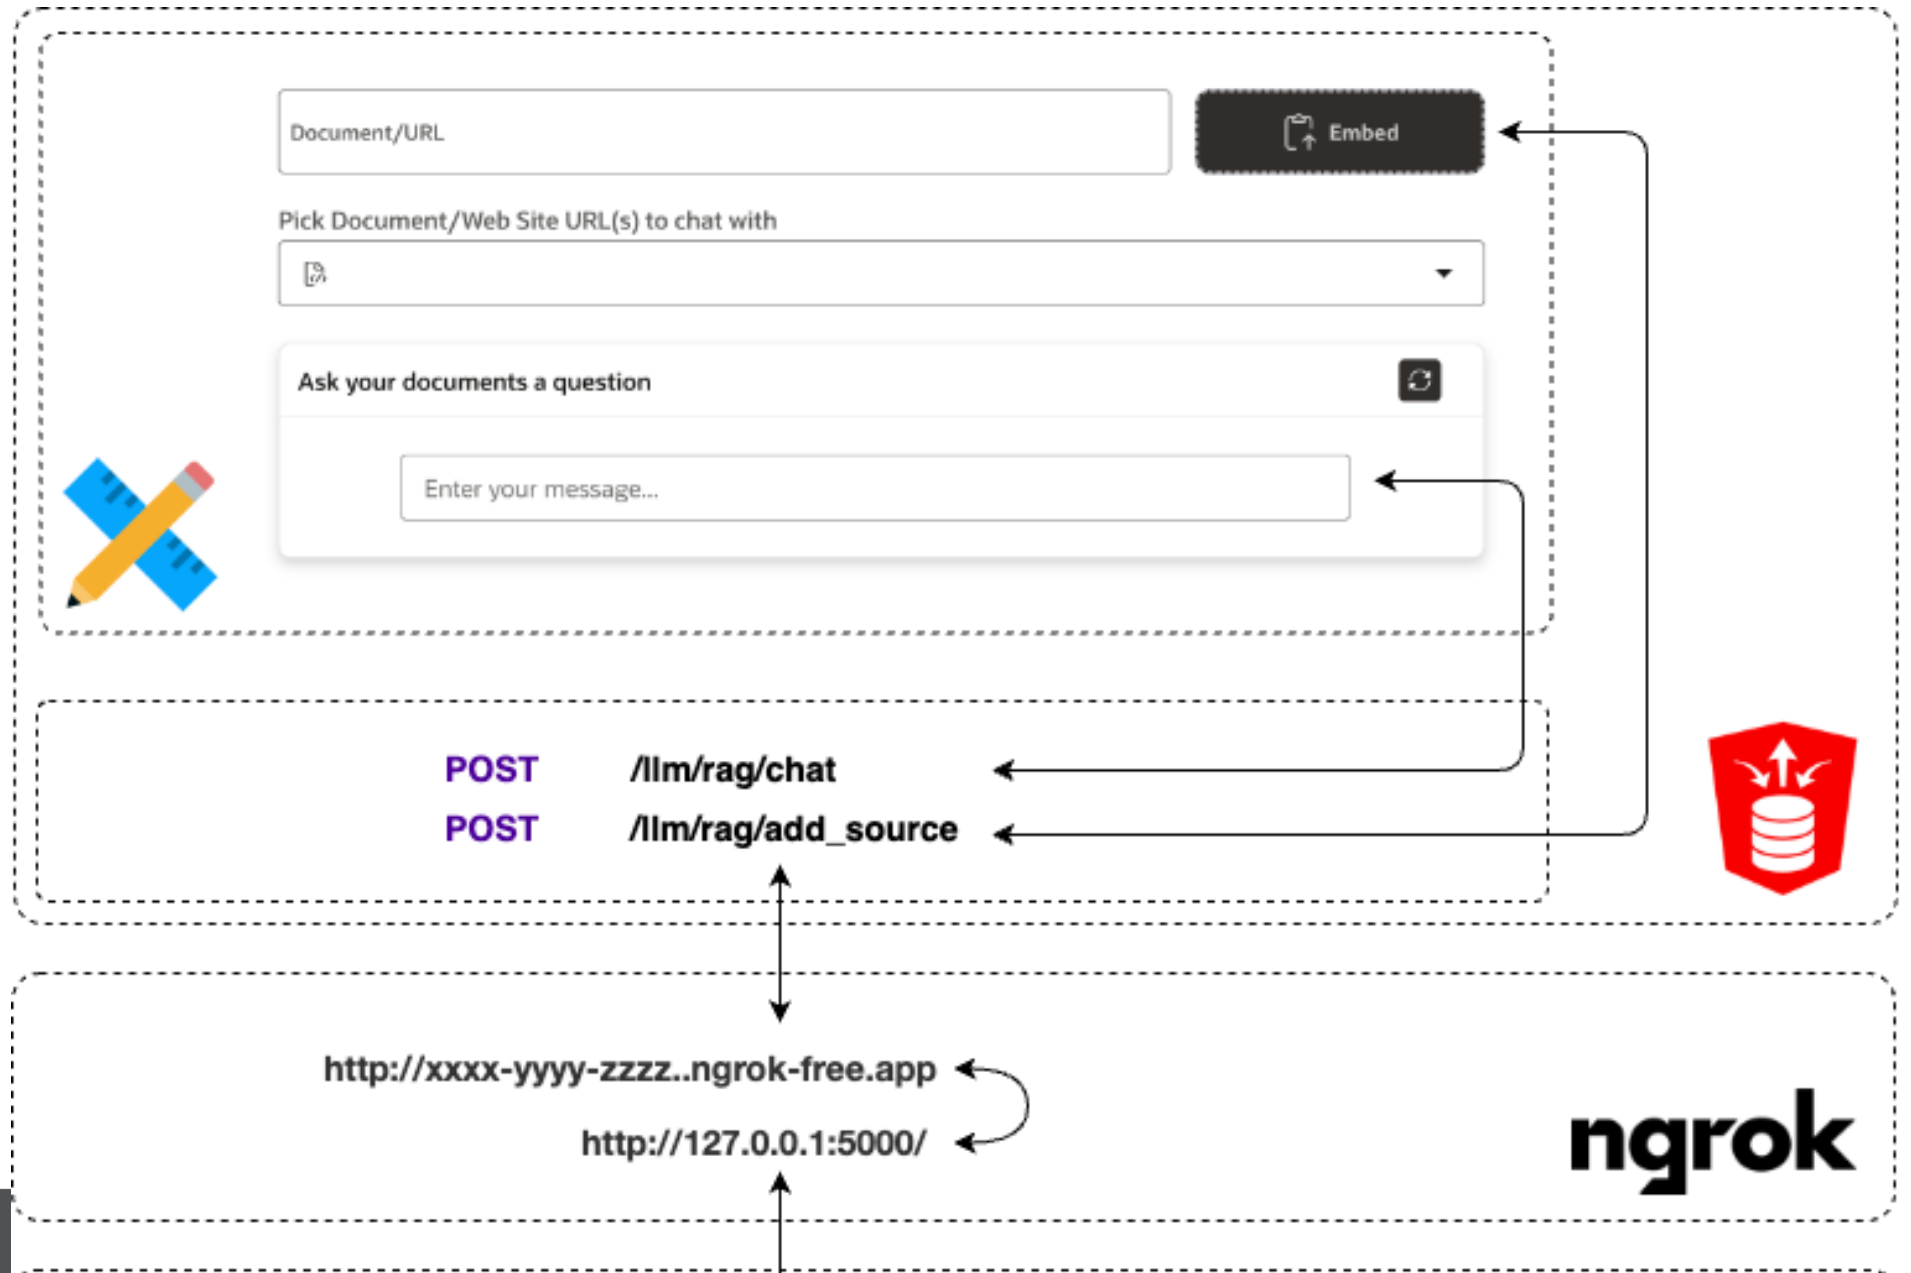 Document/URL
Embed
Pick Document/Web Site URL(s) to chat with
Ask your documents a question
Enter your message...
POST /llm/rag/chat
POST /llm/rag/add_source
http://xxxx-yyyy-zzzz..ngrok-free.app
http://127.0.0.1:5000/
ngrok